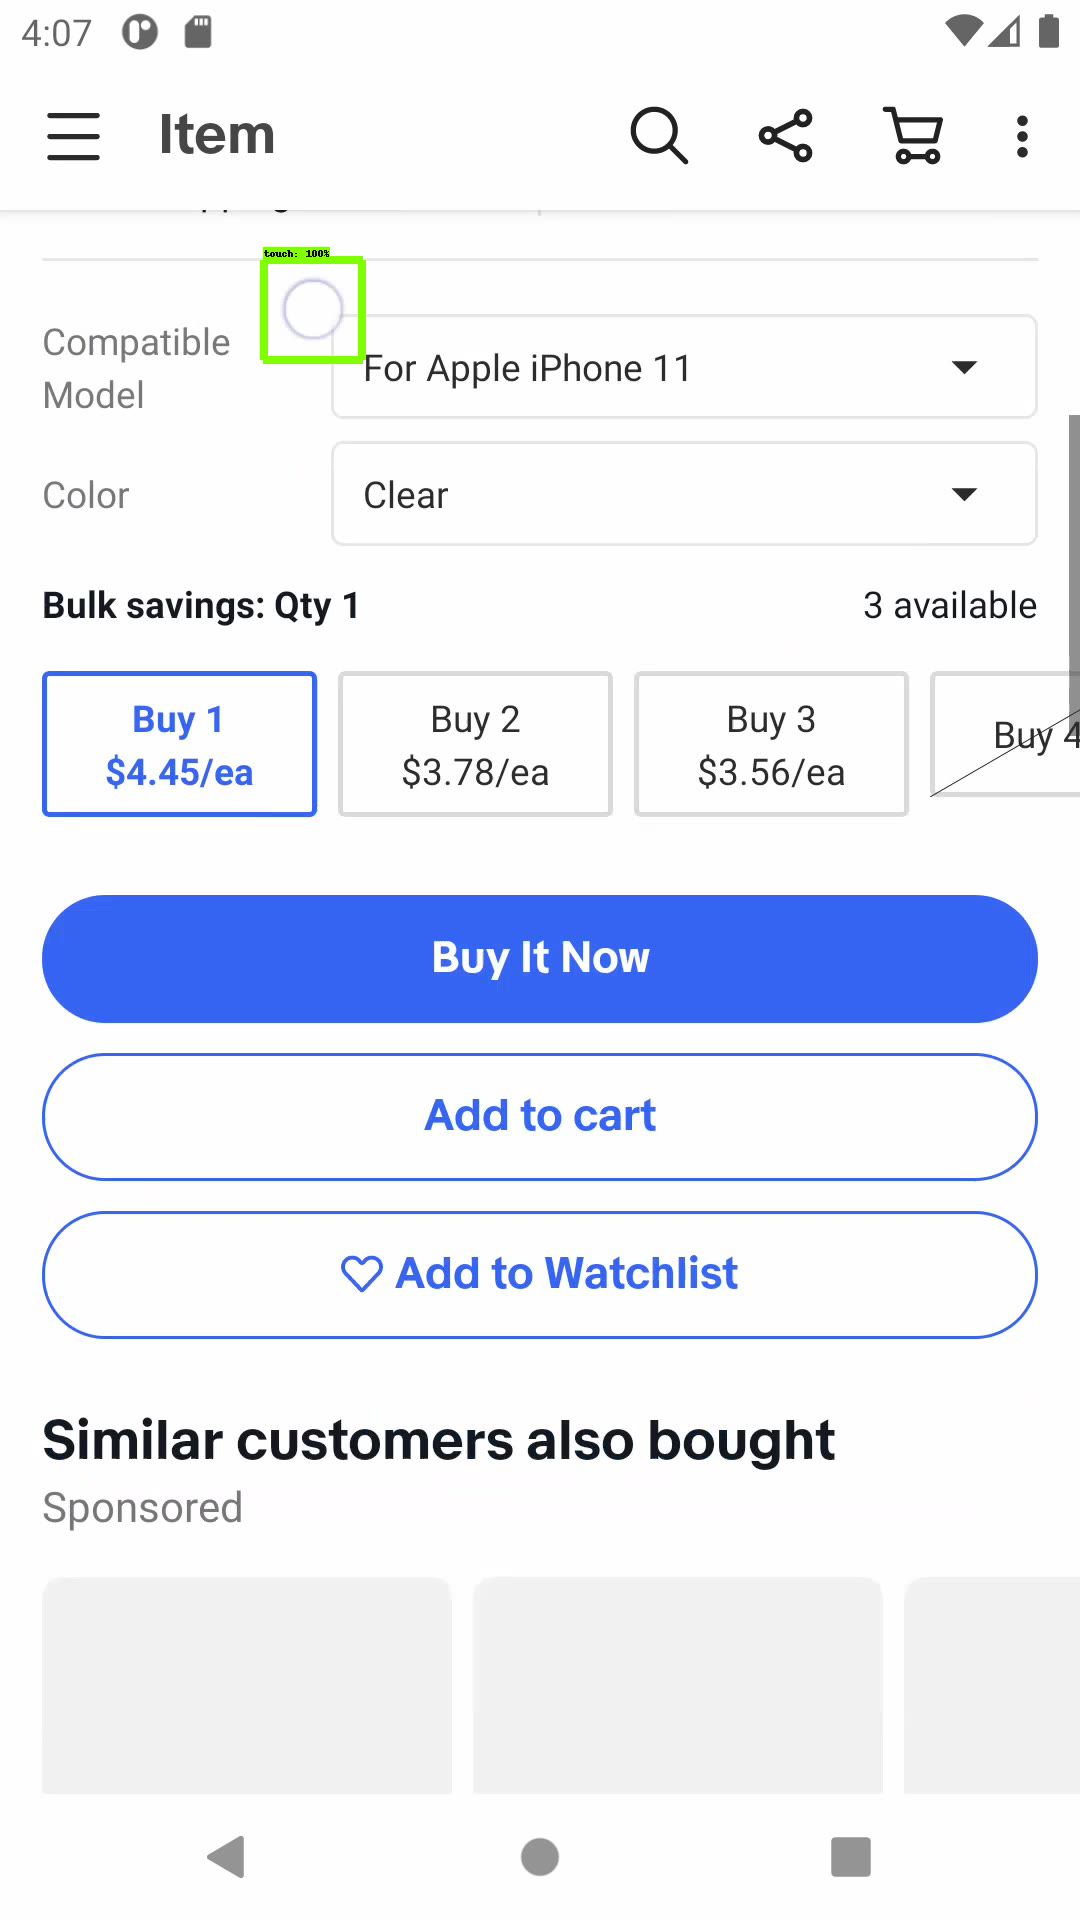 4:07
Item
touch: 100%
Compatible
Model
For Apple iPhone 11
Color
Clear
Bulk savings: Qty 1
3 available
Buy 1
$4.45/ea
Buy 2
$3.78/ea
Buy 3
$3.56/ea
Buy 4
Buy It Now
Add to cart
Add to Watchlist
Similar customers also bought
Sponsored